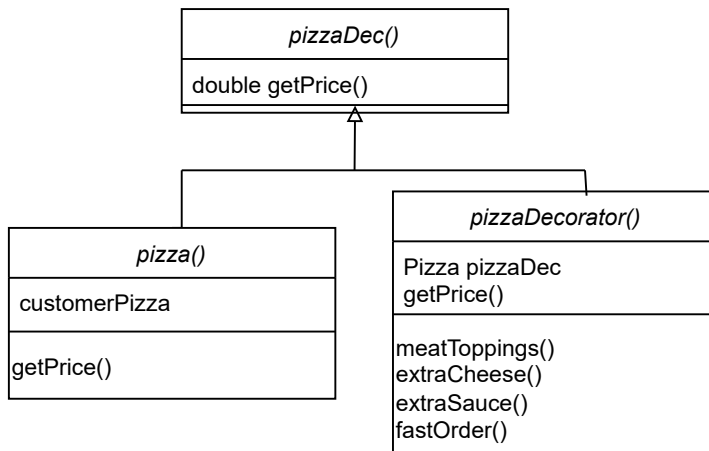 pizzaDec()
double getPrice()
pizza()
customerPizza
getPrice()
pizzaDecorator()
Pizza pizzaDec
getPrice()
meatToppings()
extraCheese()
extraSauce()
fastOrder()